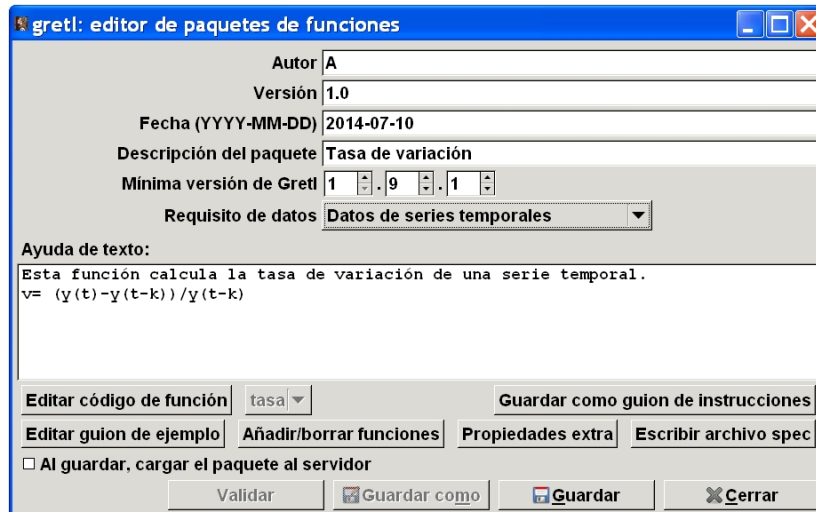 gretl: editor de paquetes de funciones
Autor A
Versión 1.0
Fecha (YYYY-MM-DD) 2014-07-10
Descripción del paquete Tasa de variación
Mínima versión de Gretl 1 . 9 . 1
Requisito de datos Datos de series temporales
Ayuda de texto:
Esta función calcula la tasa de variación de una serie temporal.
v= (y(t)-y(t-k))/y(t-k)
Editar código de función tasa Guardar como guion de instrucciones
Editar guion de ejemplo Añadir/borrar funciones Propiedades extra Escribir archivo spec
Al guardar, cargar el paquete al servidor
Validar Guardar como Guardar Cerrar